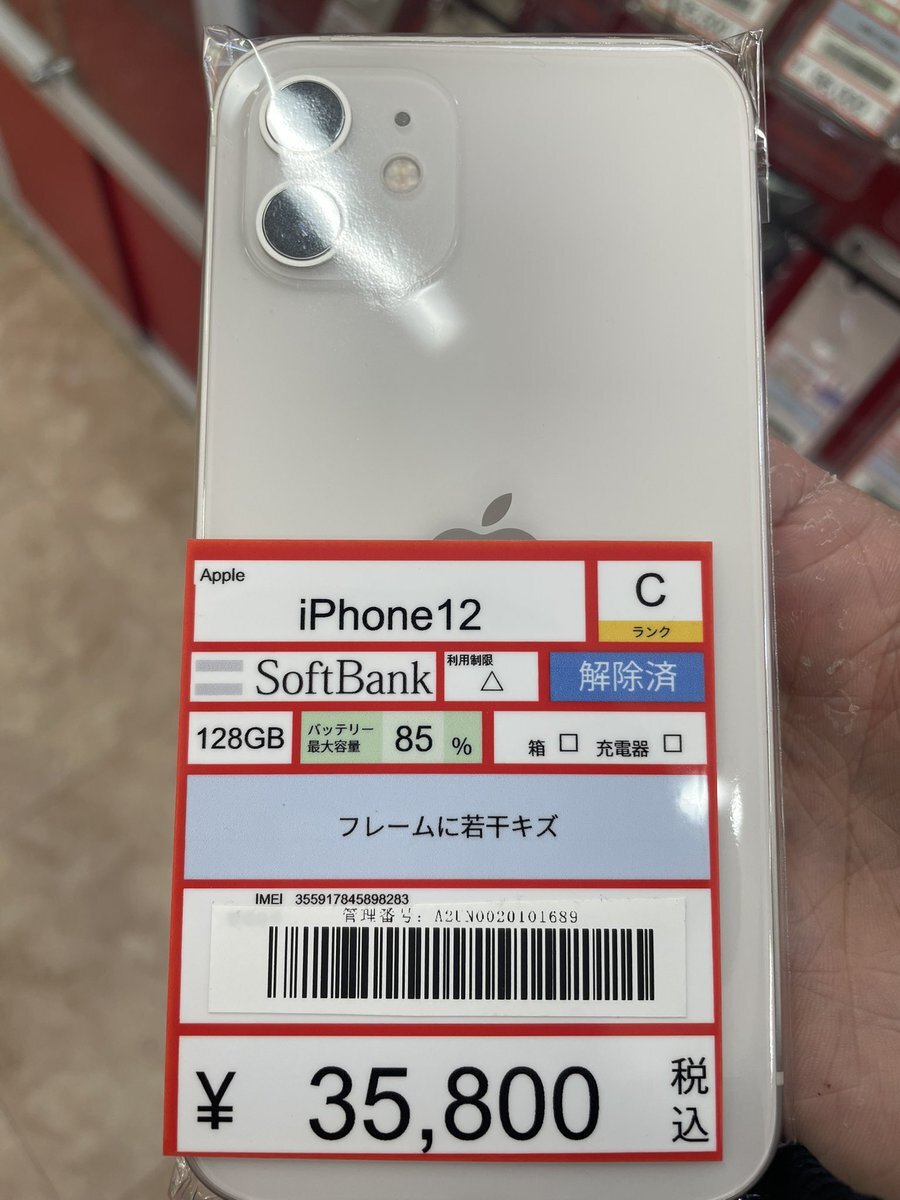 Apple
iPhone12
C
ランク
SoftBank
利用制限
△
解除済
128GB
バッテリー
最大容量
85 %
箱 □ 充電器 □
フレームに若干キズ
IMEI 355917845898283
管理番号: A2UN0020101689
¥ 35,800 税込